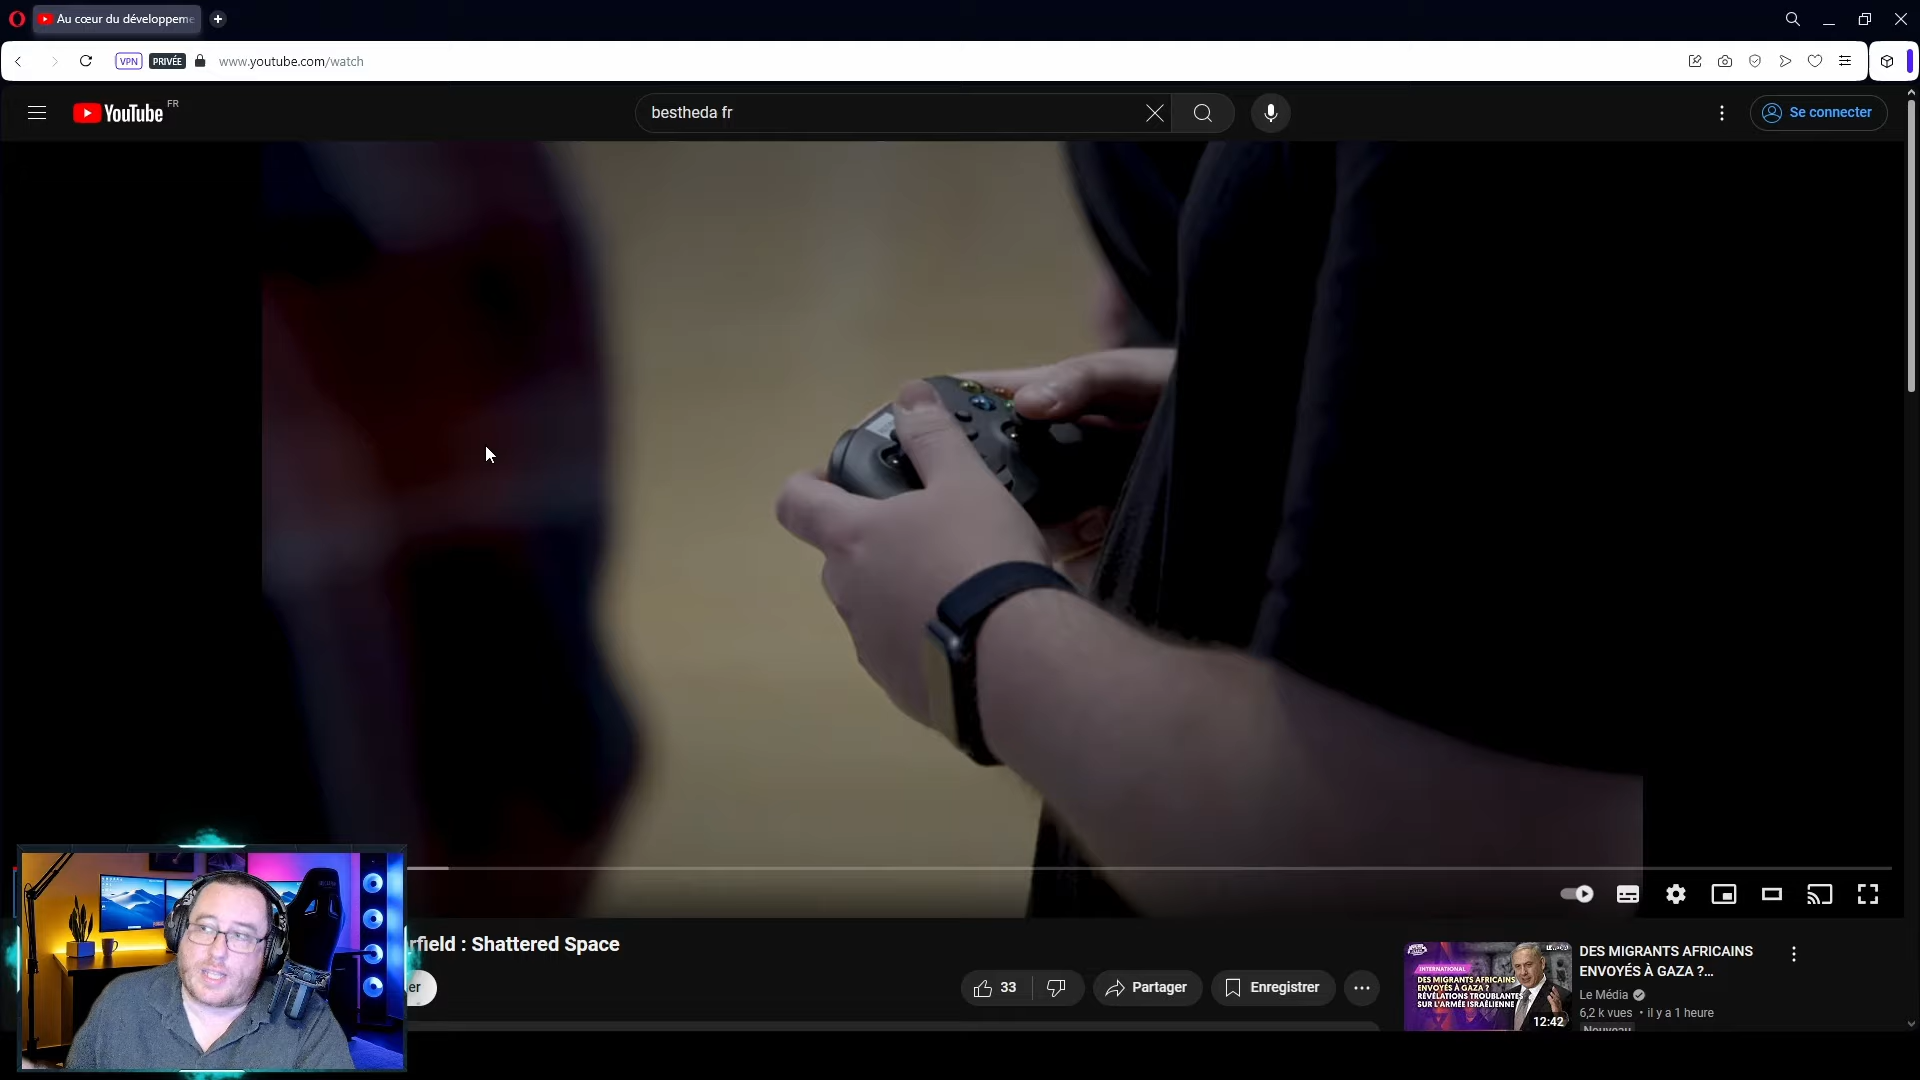 Au cœur du développeme
VPN
PRIVÉE
www.youtube.com/watch
YouTube FR
bestheda fr
Se connecter
rfield : Shattered Space
er
33
Partager
Enregistrer
INTERNATIONAL
DES MIGRANTS AFRICAINS
ENVOYÉS À GAZA ?
RÉVÉLATIONS TROUBLANTES
SUR L'ARMÉE ISRAÉLIENNE
12:42
DES MIGRANTS AFRICAINS
ENVOYÉS À GAZA ?...
Le Média
6,2 k vues • il y a 1 heure
Nouveau